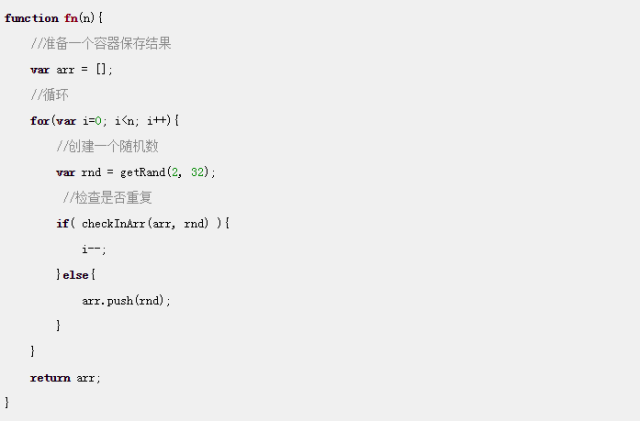 function fn(n){
//准备一个容器保存结果
var arr = [];
//循环
for(var i=0; i<n; i++){
//创建一个随机数
var rnd = getRand(2, 32);
//检查是否重复
if( checkInArr(arr, rnd) ){
i--;
}else{
arr.push(rnd);
}
}
return arr;
}